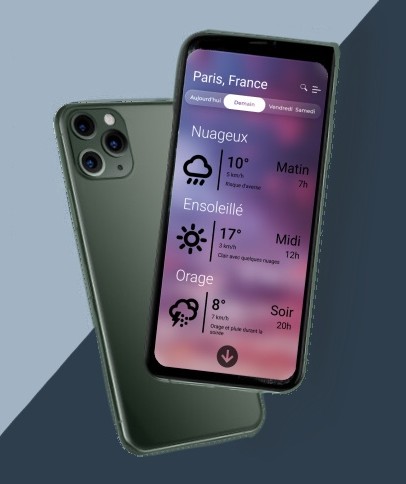 Paris, France
Aujourd'hui Demain Vendredi Samedi
Nuageux
10°
5 km/h
Risque d'averse
Matin
7h
Ensoleillé
17°
3 km/h
Clair avec quelques nuages
Midi
12h
Orage
8°
7 km/h
Orage et pluie durant la
soirée
Soir
20h